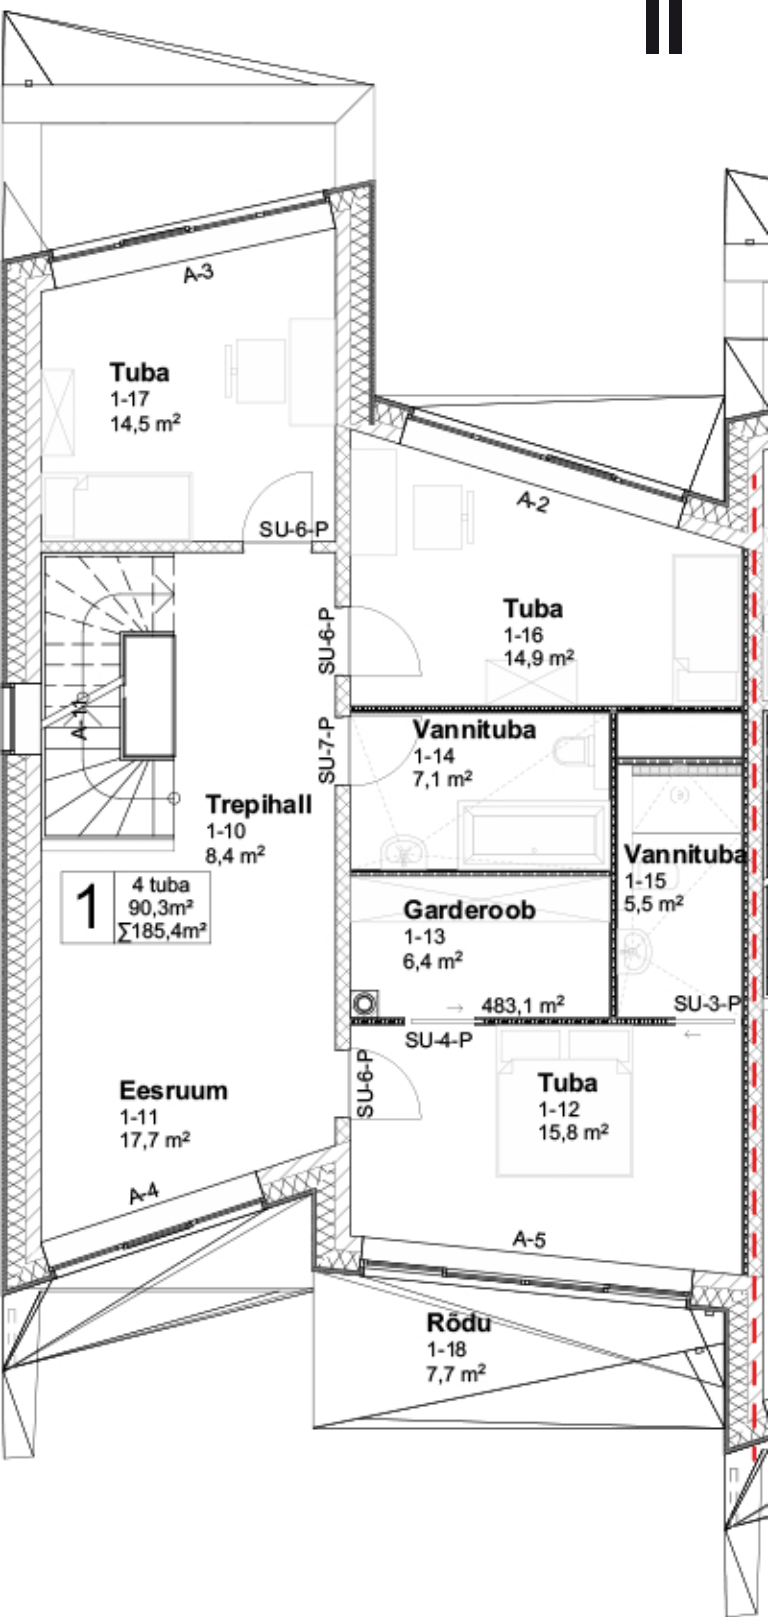 II
A-3
Tuba
1-17
14,5 m²
SU-6-P
A-2
Tuba
1-16
14,9 m²
SU-6-P
SU-7-P
Vannituba
1-14
7,1 m²
A-11
Trepihall
1-10
8,4 m²
Vannituba
1-15
5,5 m²
1
4 tuba
90,3m²
∑185,4m²
Garderoob
1-13
6,4 m²
483,1 m²
SU-3-P
SU-4-P
SU-6-P
Eesruum
1-11
17,7 m²
Tuba
1-12
15,8 m²
A-4
A-5
Rõdu
1-18
7,7 m²